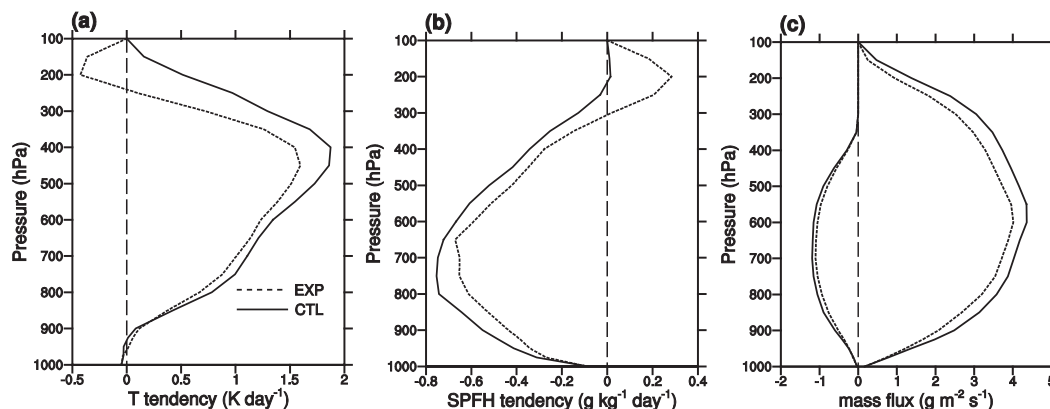 (a)
100
200
300
400
500
600
700
800
900
1000
Pressure (hPa)
EXP
CTL
-0.5 0 0.5 1 1.5 2
T tendency (K day⁻¹)
(b)
100
200
300
400
500
600
700
800
900
1000
Pressure (hPa)
-0.8 -0.6 -0.4 -0.2 0 0.2 0.4
SPFH tendency (g kg⁻¹ day⁻¹)
(c)
100
200
300
400
500
600
700
800
900
1000
Pressure (hPa)
-2 -1 0 1 2 3 4 5
mass flux (g m⁻² s⁻¹)